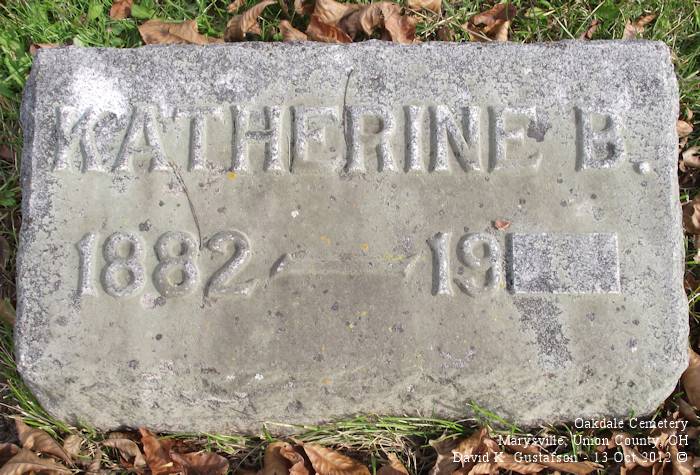 KATHERINE B.
1882 — 19
Oakdale Cemetery
Marysville, Union County, OH
David K. Gustafson - 13 Oct 2012 ©